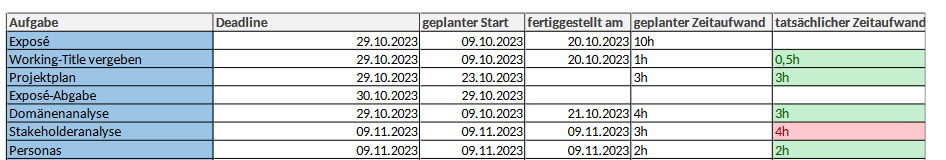 Aufgabe Deadline geplanter Start fertiggestellt am geplanter Zeitaufwand tatsächlicher Zeitaufwand
Exposé 29.10.2023 09.10.2023 20.10.2023 10h
Working-Title vergeben 29.10.2023 09.10.2023 20.10.2023 1h 0,5h
Projektplan 29.10.2023 23.10.2023 3h 3h
Exposé-Abgabe 30.10.2023 29.10.2023
Domänenanalyse 29.10.2023 09.10.2023 21.10.2023 4h 3h
Stakeholderanalyse 09.11.2023 09.11.2023 09.11.2023 3h 4h
Personas 09.11.2023 09.11.2023 09.11.2023 2h 2h